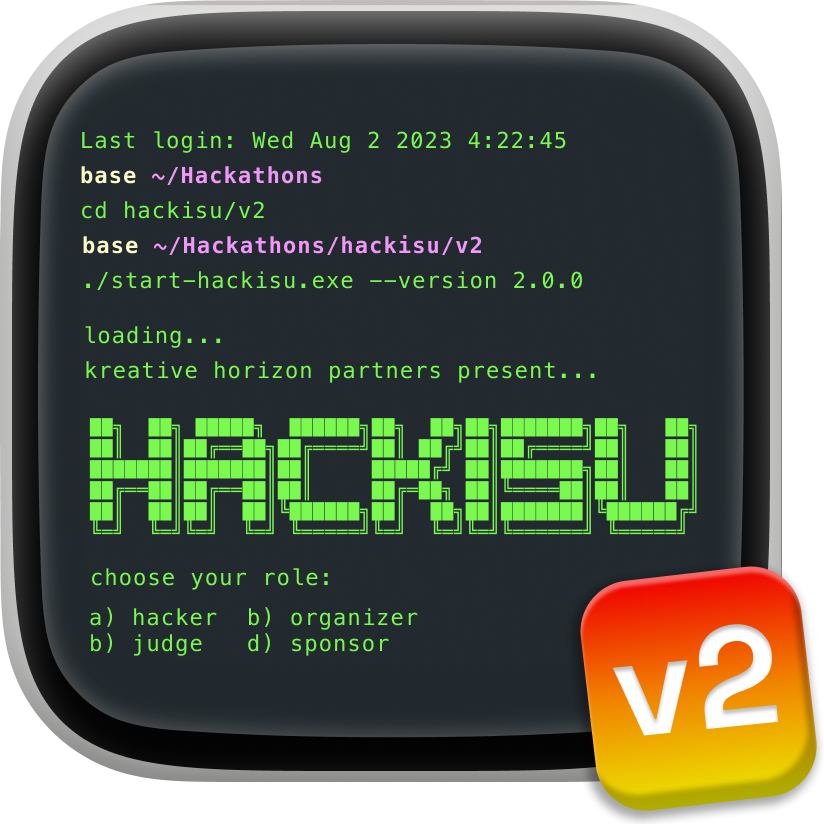 Last login: Wed Aug 2 2023 4:22:45
base ~/Hackathons
cd hackisu/v2
base ~/Hackathons/hackisu/v2
./start-hackisu.exe --version 2.0.0
loading...
kreative horizon partners present...
HACKISU
choose your role:
a) hacker b) organizer
b) judge d) sponsor
v2